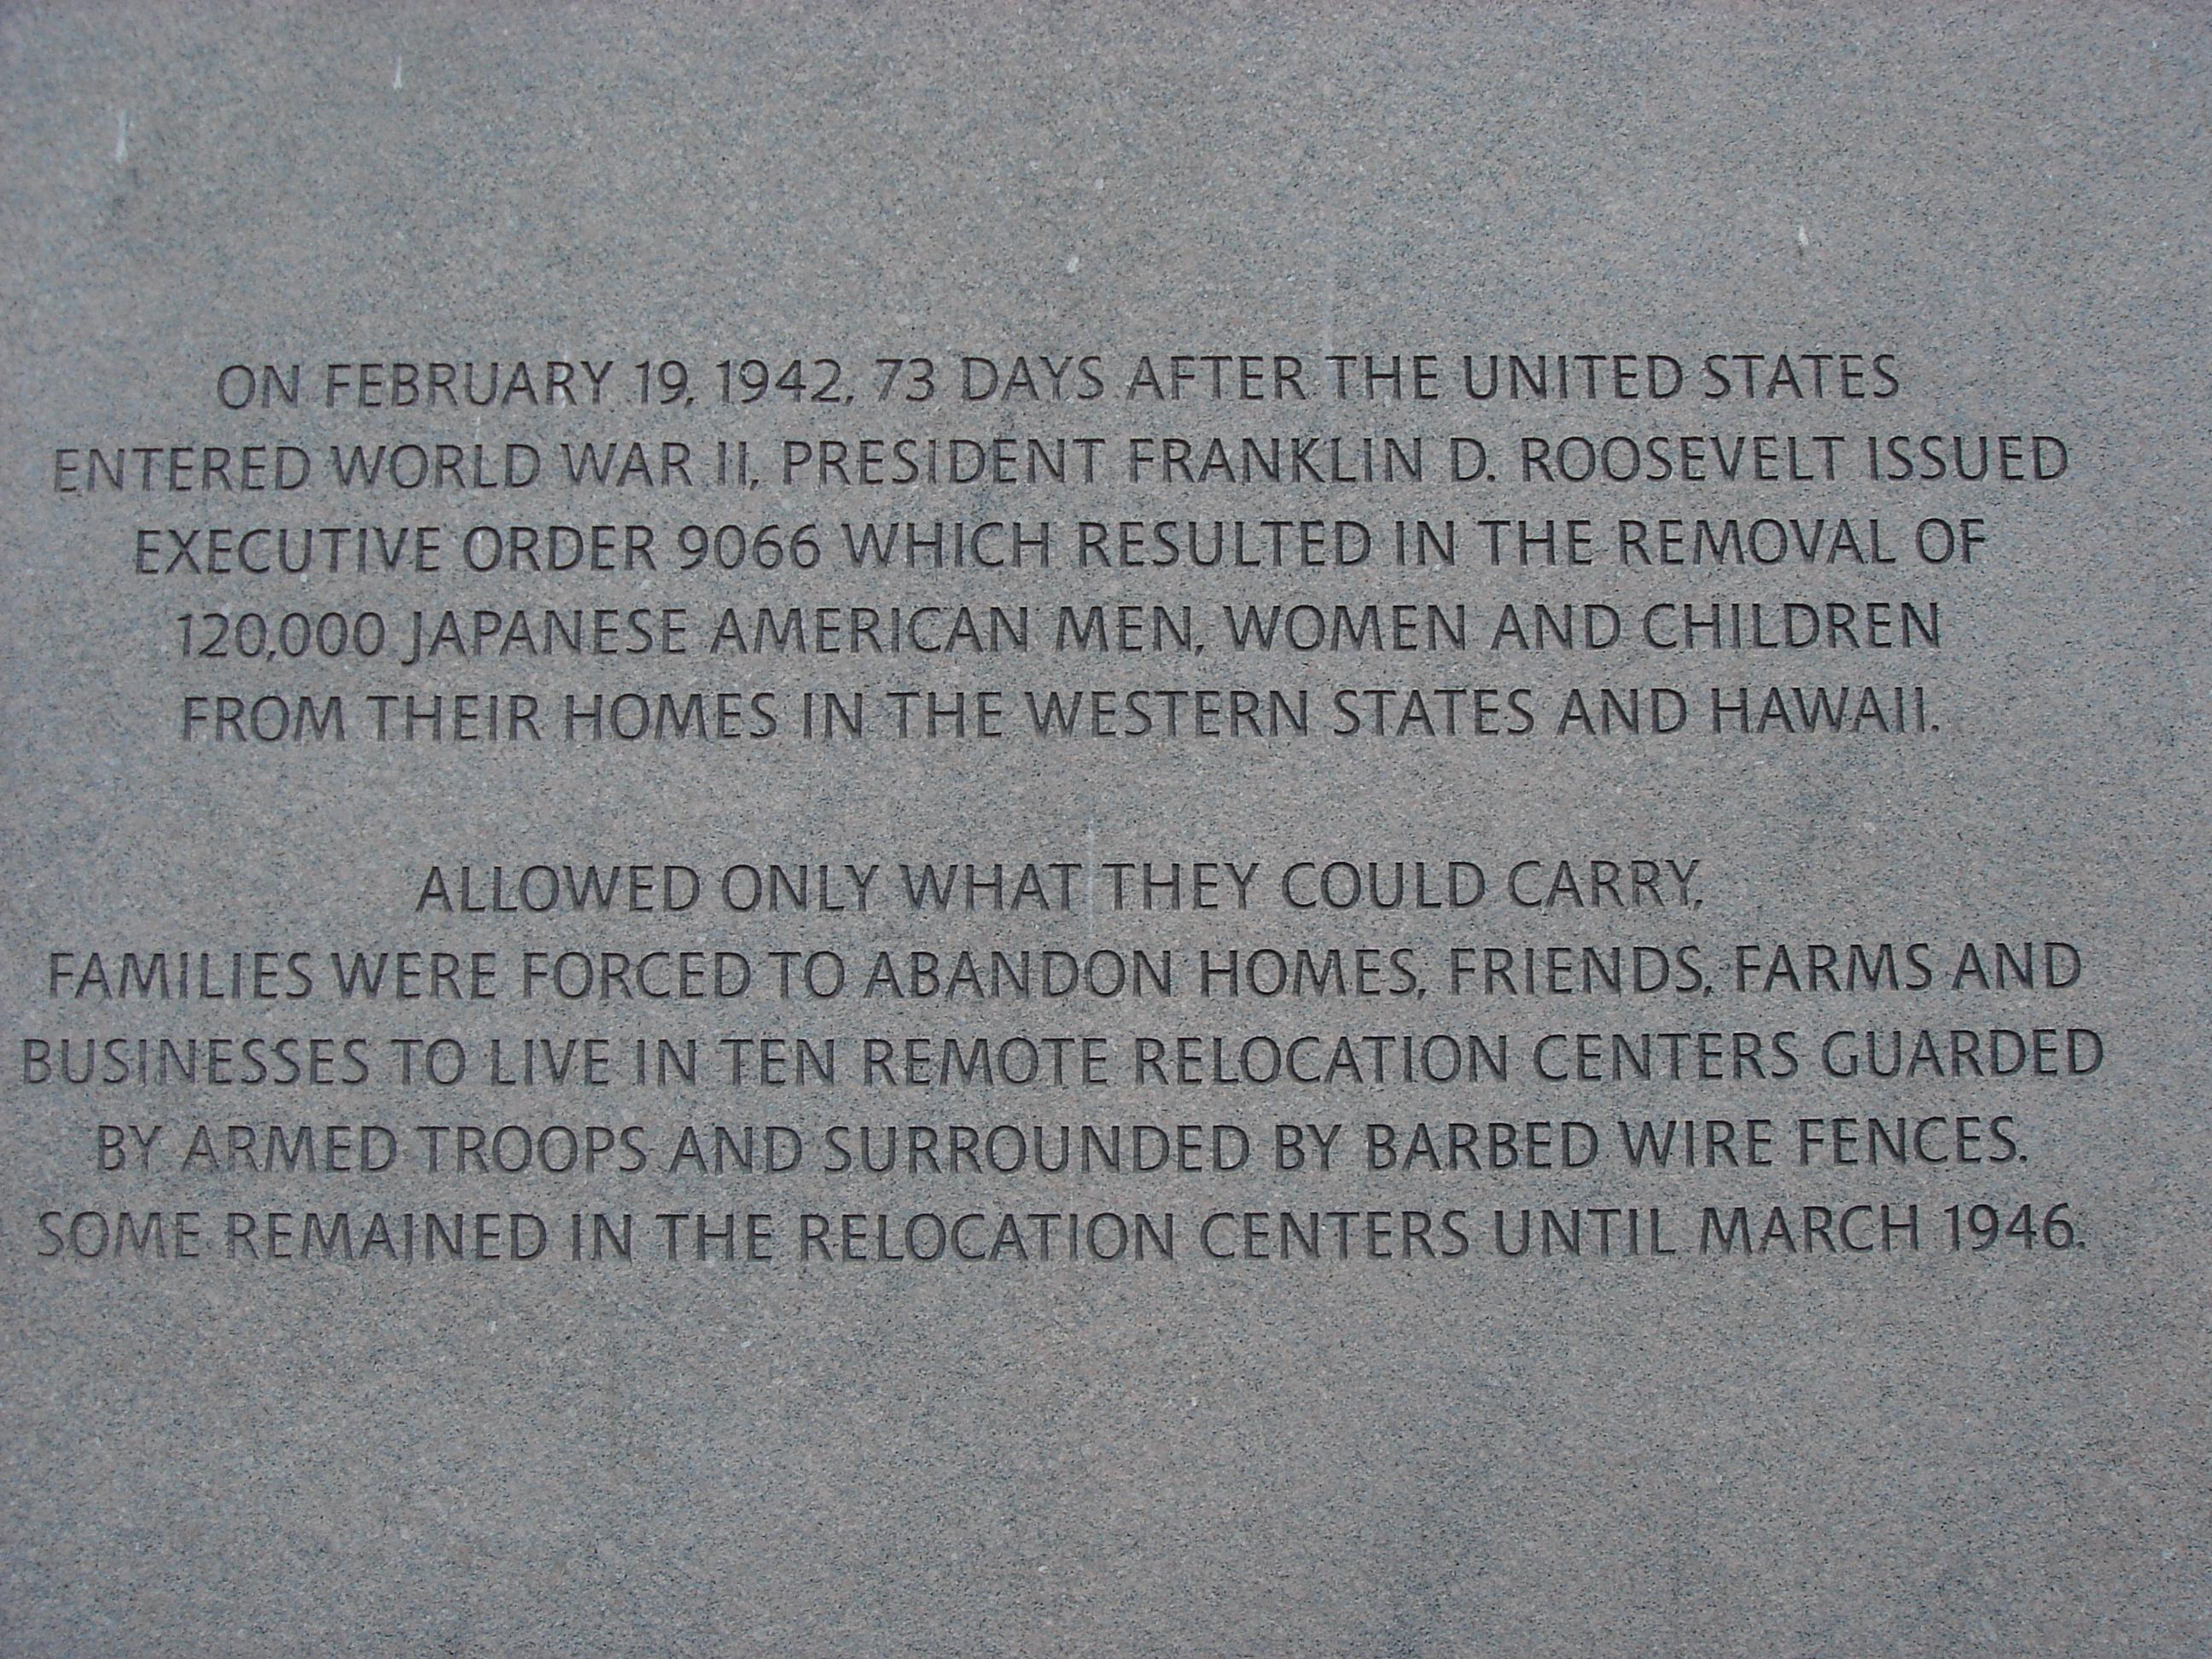 ON FEBRUARY 19, 1942, 73 DAYS AFTER THE UNITED STATES
ENTERED WORLD WAR II, PRESIDENT FRANKLIN D. ROOSEVELT ISSUED
EXECUTIVE ORDER 9066 WHICH RESULTED IN THE REMOVAL OF
120,000 JAPANESE AMERICAN MEN, WOMEN AND CHILDREN
FROM THEIR HOMES IN THE WESTERN STATES AND HAWAII.
ALLOWED ONLY WHAT THEY COULD CARRY,
FAMILIES WERE FORCED TO ABANDON HOMES, FRIENDS, FARMS AND
BUSINESSES TO LIVE IN TEN REMOTE RELOCATION CENTERS GUARDED
BY ARMED TROOPS AND SURROUNDED BY BARBED WIRE FENCES.
SOME REMAINED IN THE RELOCATION CENTERS UNTIL MARCH 1946.